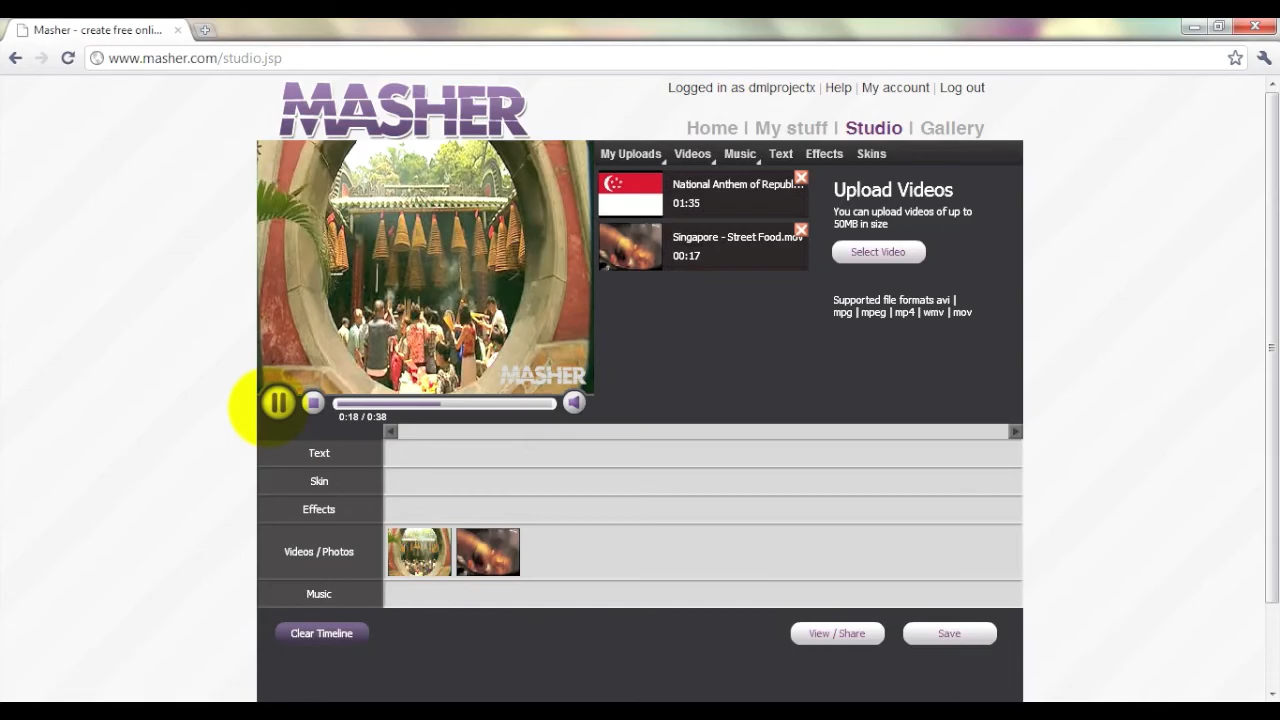 Masher - create free onli...
www.masher.com/studio.jsp
MASHER
Logged in as dmlprojectx | Help | My account | Log out
Home | My stuff | Studio | Gallery
My Uploads Videos Music Text Effects Skins
National Anthem of Republ...
01:35
Singapore - Street Food.mov
00:17
Upload Videos
You can upload videos of up to
50MB in size
Select Video
Supported file formats avi |
mpg | mpeg | mp4 | wmv | mov
MASHER
0:18 / 0:38
Text
Skin
Effects
Videos / Photos
Music
Clear Timeline
View / Share
Save